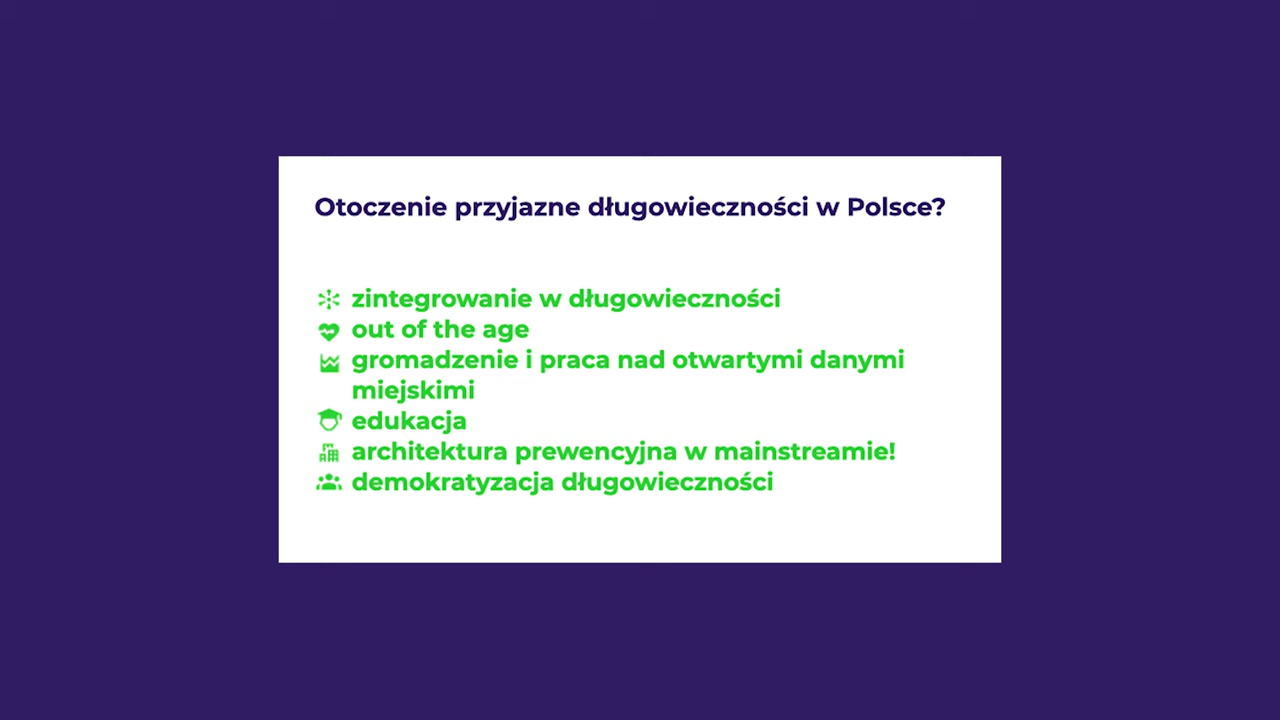 Otoczenie przyjazne długowieczności w Polsce?
zintegrowanie w długowieczności
out of the age
gromadzenie i praca nad otwartymi danymi
miejskimi
edukacja
architektura prewencyjna w mainstreamie!
demokratyzacja długowieczności